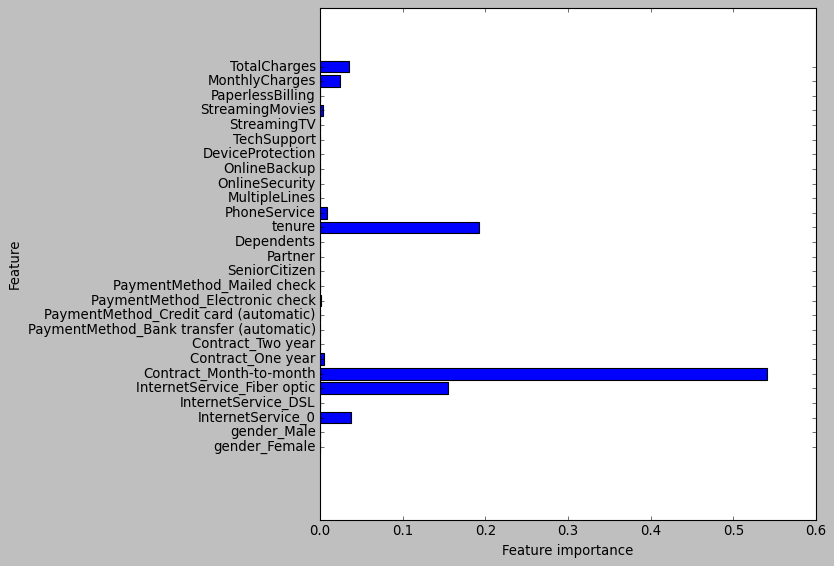 TotalCharges
MonthlyCharges
PaperlessBilling
StreamingMovies
StreamingTV
TechSupport
DeviceProtection
OnlineBackup
OnlineSecurity
MultipleLines
PhoneService
tenure
Dependents
Partner
SeniorCitizen
PaymentMethod_Mailed check
PaymentMethod_Electronic check
PaymentMethod_Credit card (automatic)
PaymentMethod_Bank transfer (automatic)
Contract_Two year
Contract_One year
Contract_Month-to-month
InternetService_Fiber optic
InternetService_DSL
InternetService_0
gender_Male
gender_Female
Feature
0.0 0.1 0.2 0.3 0.4 0.5 0.6
Feature importance